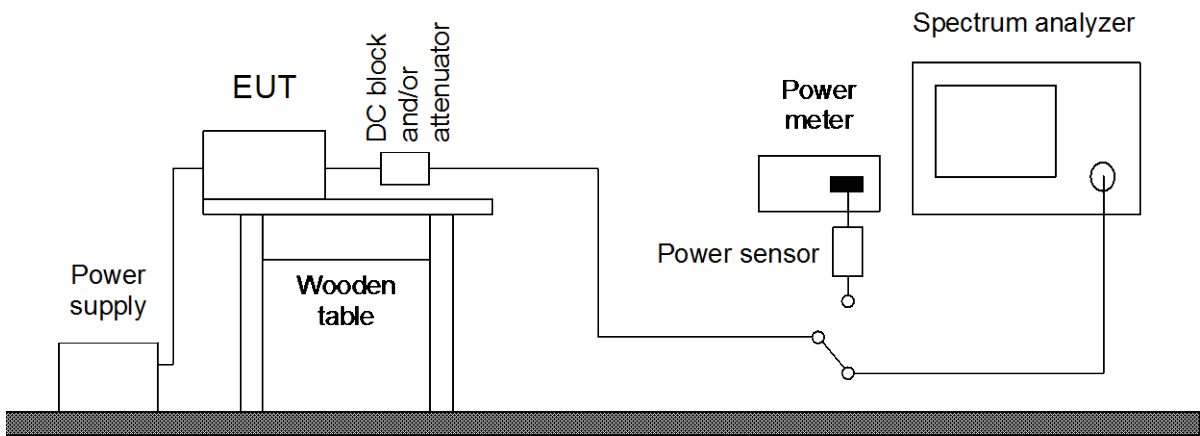 Spectrum analyzer
EUT
DC block
and/or
attenuator
Power
meter
Power sensor
Power
supply
Wooden
table